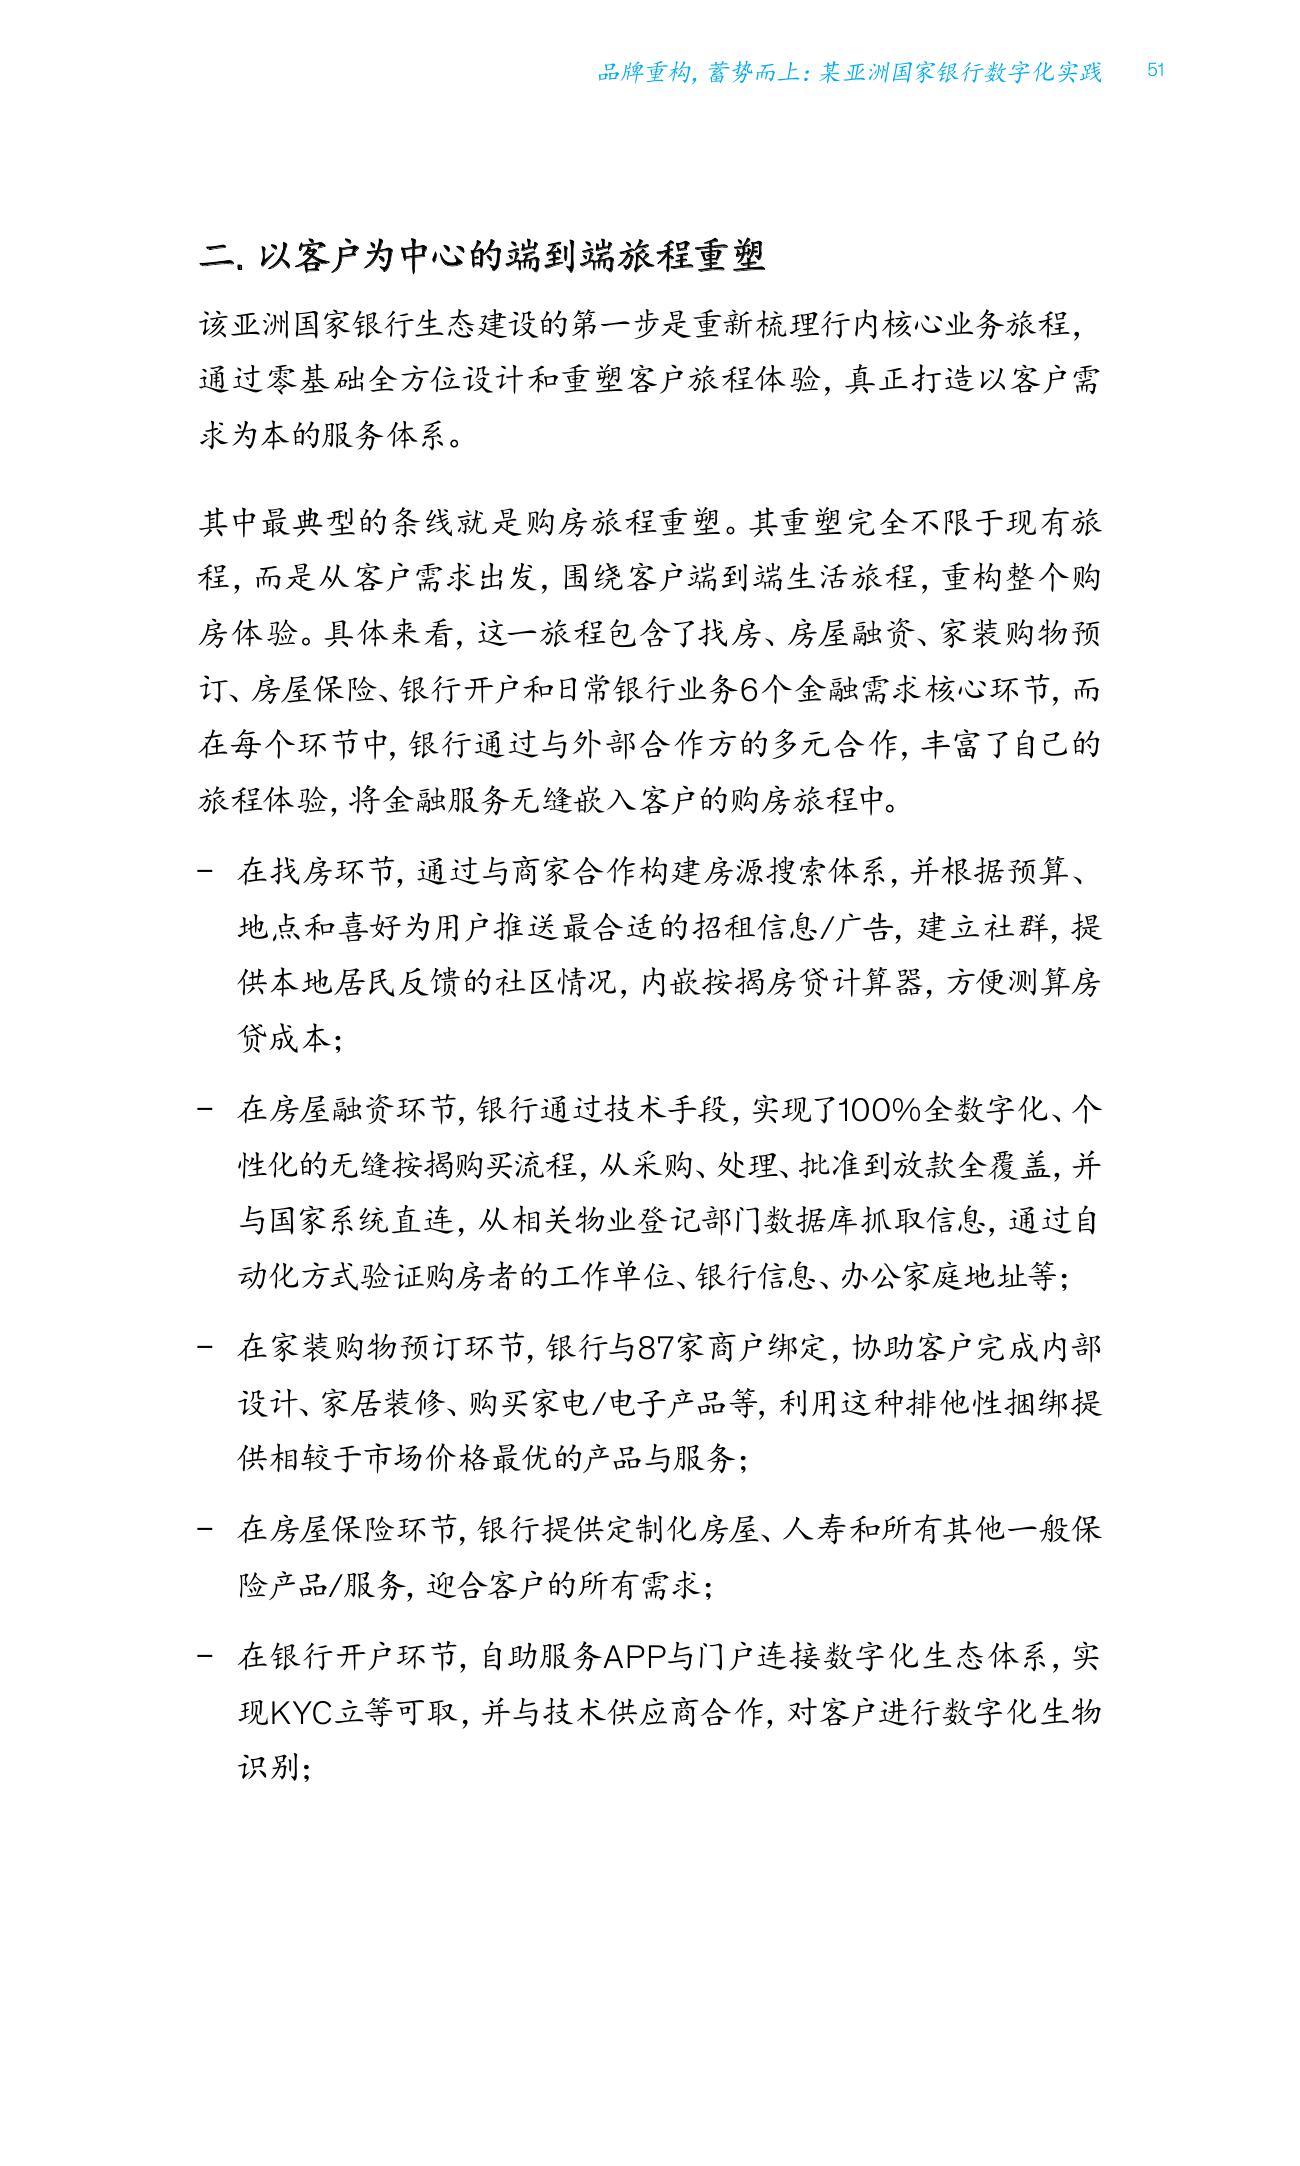 品牌重构, 蓄势而上: 某亚洲国家银行数字化实践 51
二. 以客户为中心的端到端旅程重塑
该亚洲国家银行生态建设的第一步是重新梳理行内核心业务旅程,
通过零基础全方位设计和重塑客户旅程体验, 真正打造以客户需
求为本的服务体系。
其中最典型的条线就是购房旅程重塑。其重塑完全不限于现有旅
程, 而是从客户需求出发, 围绕客户端到端生活旅程, 重构整个购
房体验。具体来看, 这一旅程包含了找房、房屋融资、家装购物预
订、房屋保险、银行开户和日常银行业务6个金融需求核心环节, 而
在每个环节中, 银行通过与外部合作方的多元合作, 丰富了自己的
旅程体验, 将金融服务无缝嵌入客户的购房旅程中。
– 在找房环节, 通过与商家合作构建房源搜索体系, 并根据预算、
地点和喜好为用户推送最合适的招租信息/广告, 建立社群, 提
供本地居民反馈的社区情况, 内嵌按揭房贷计算器, 方便测算房
贷成本;
– 在房屋融资环节, 银行通过技术手段, 实现了100%全数字化、个
性化的无缝按揭购买流程, 从采购、处理、批准到放款全覆盖, 并
与国家系统直连, 从相关物业登记部门数据库抓取信息, 通过自
动化方式验证购房者的工作单位、银行信息、办公家庭地址等;
– 在家装购物预订环节, 银行与87家商户绑定, 协助客户完成内部
设计、家居装修、购买家电/电子产品等, 利用这种排他性捆绑提
供相较于市场价格最优的产品与服务;
– 在房屋保险环节, 银行提供定制化房屋、人寿和所有其他一般保
险产品/服务, 迎合客户的所有需求;
– 在银行开户环节, 自助服务APP与门户连接数字化生态体系, 实
现KYC立等可取, 并与技术供应商合作, 对客户进行数字化生物
识别;